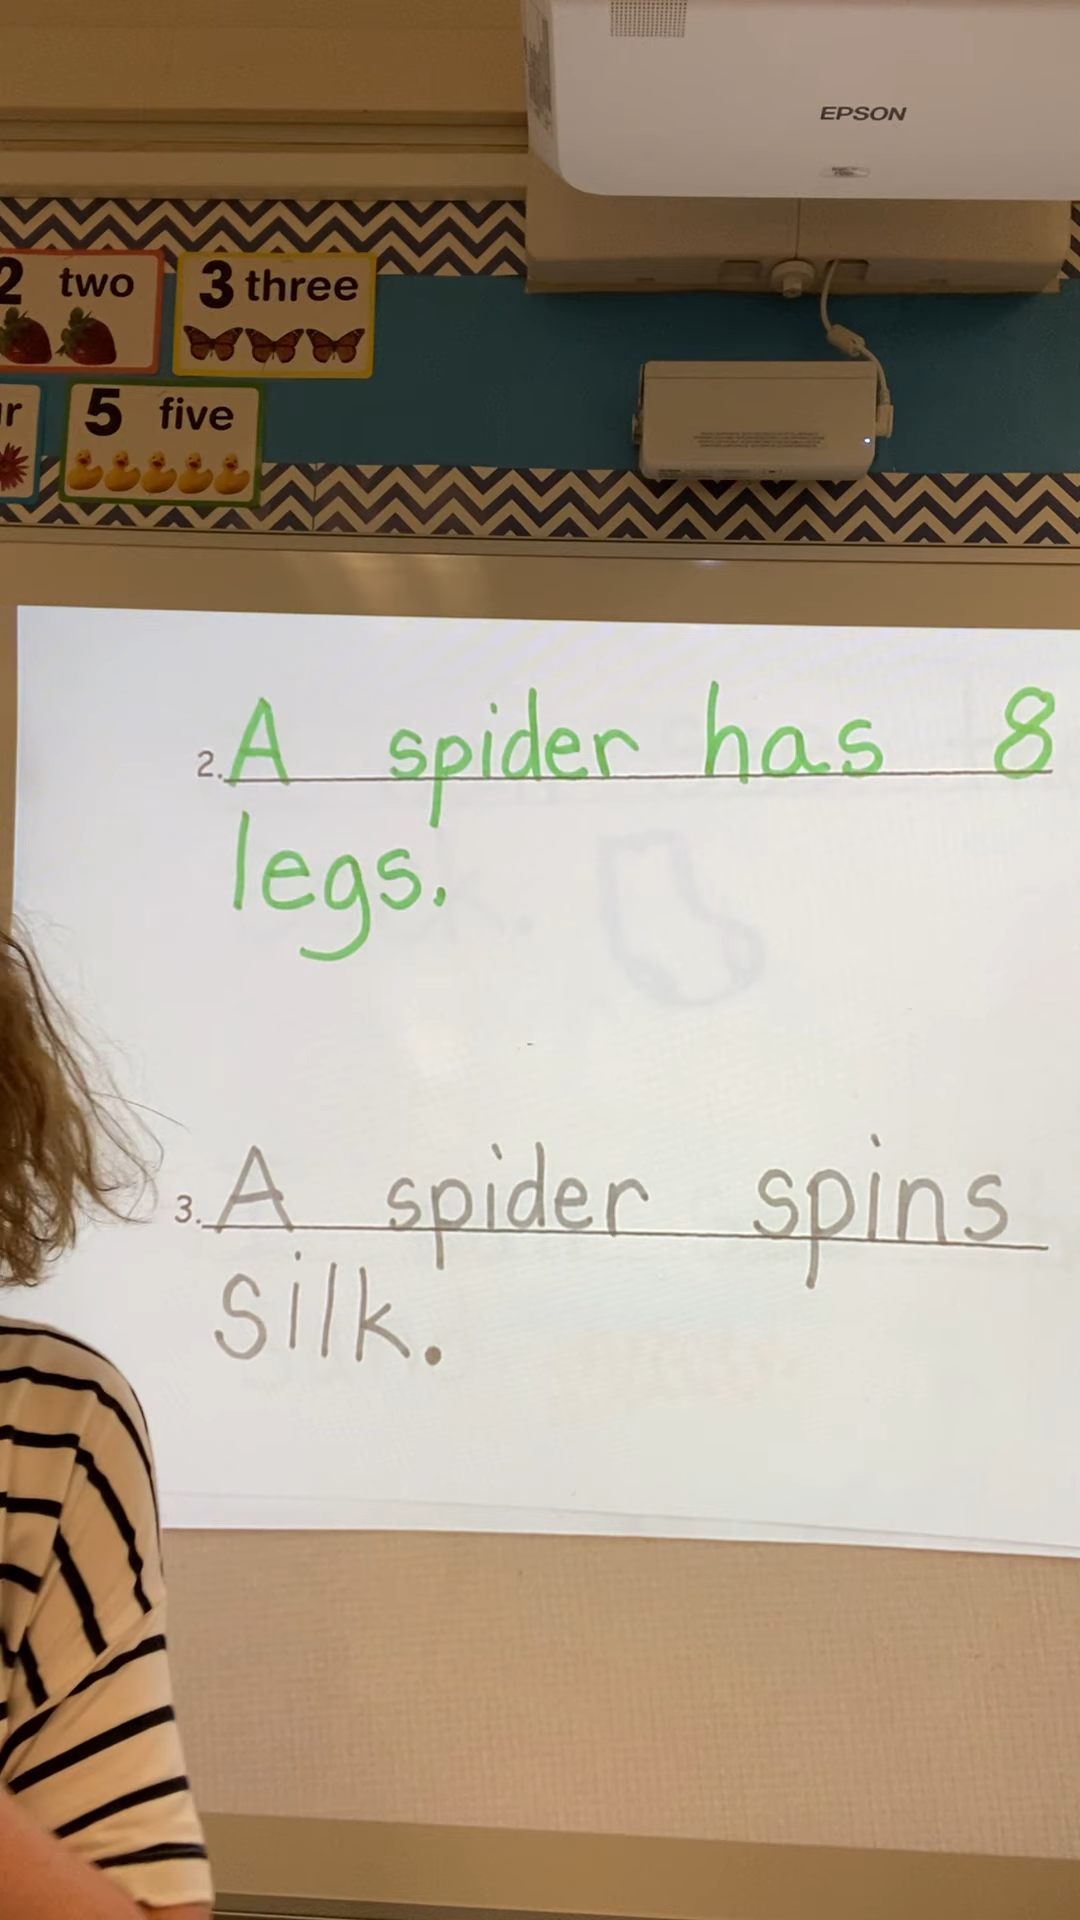 EPSON
2 two
3 three
r
5 five
2. A spider has 8
legs.
3. A spider spins
silk.